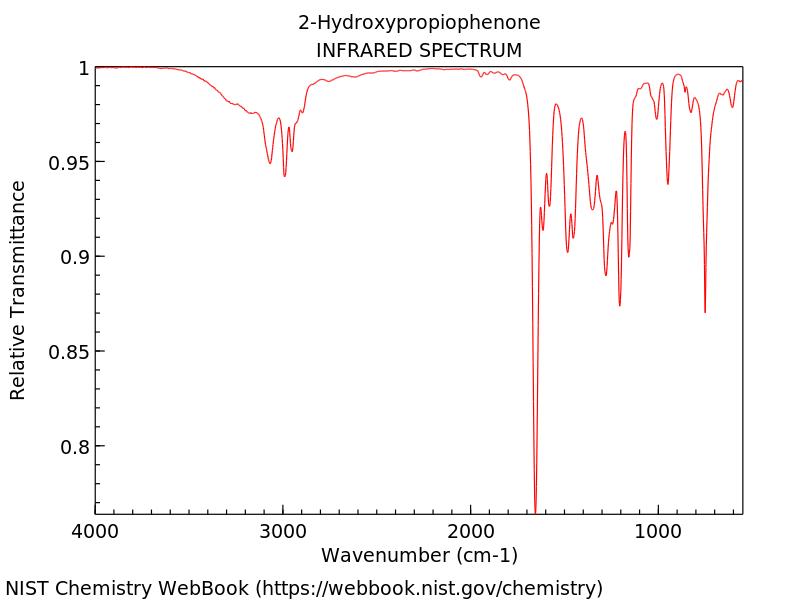 2-Hydroxypropiophenone
INFRARED SPECTRUM
1
0.95
0.9
0.85
0.8
Relative Transmittance
4000 3000 2000 1000
Wavenumber (cm-1)
NIST Chemistry WebBook (https://webbook.nist.gov/chemistry)